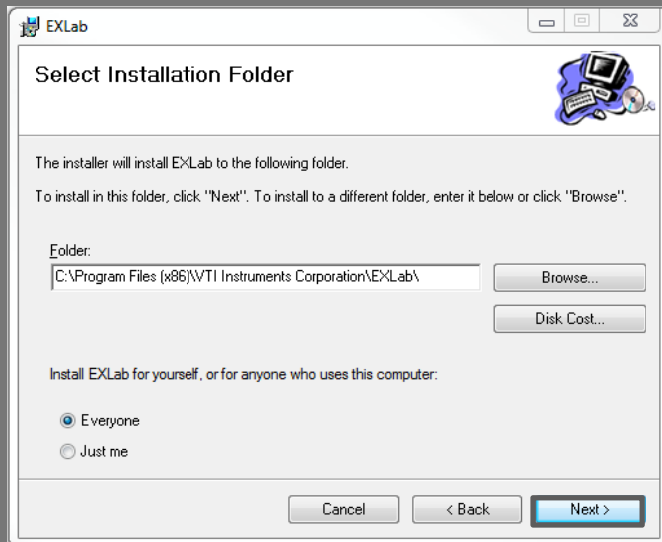 EXLab
Select Installation Folder
The installer will install EXLab to the following folder.
To install in this folder, click "Next". To install to a different folder, enter it below or click "Browse".
Folder:
C:\Program Files (x86)\VTI Instruments Corporation\EXLab\
Browse...
Disk Cost...
Install EXLab for yourself, or for anyone who uses this computer:
Everyone
Just me
Cancel
< Back
Next >